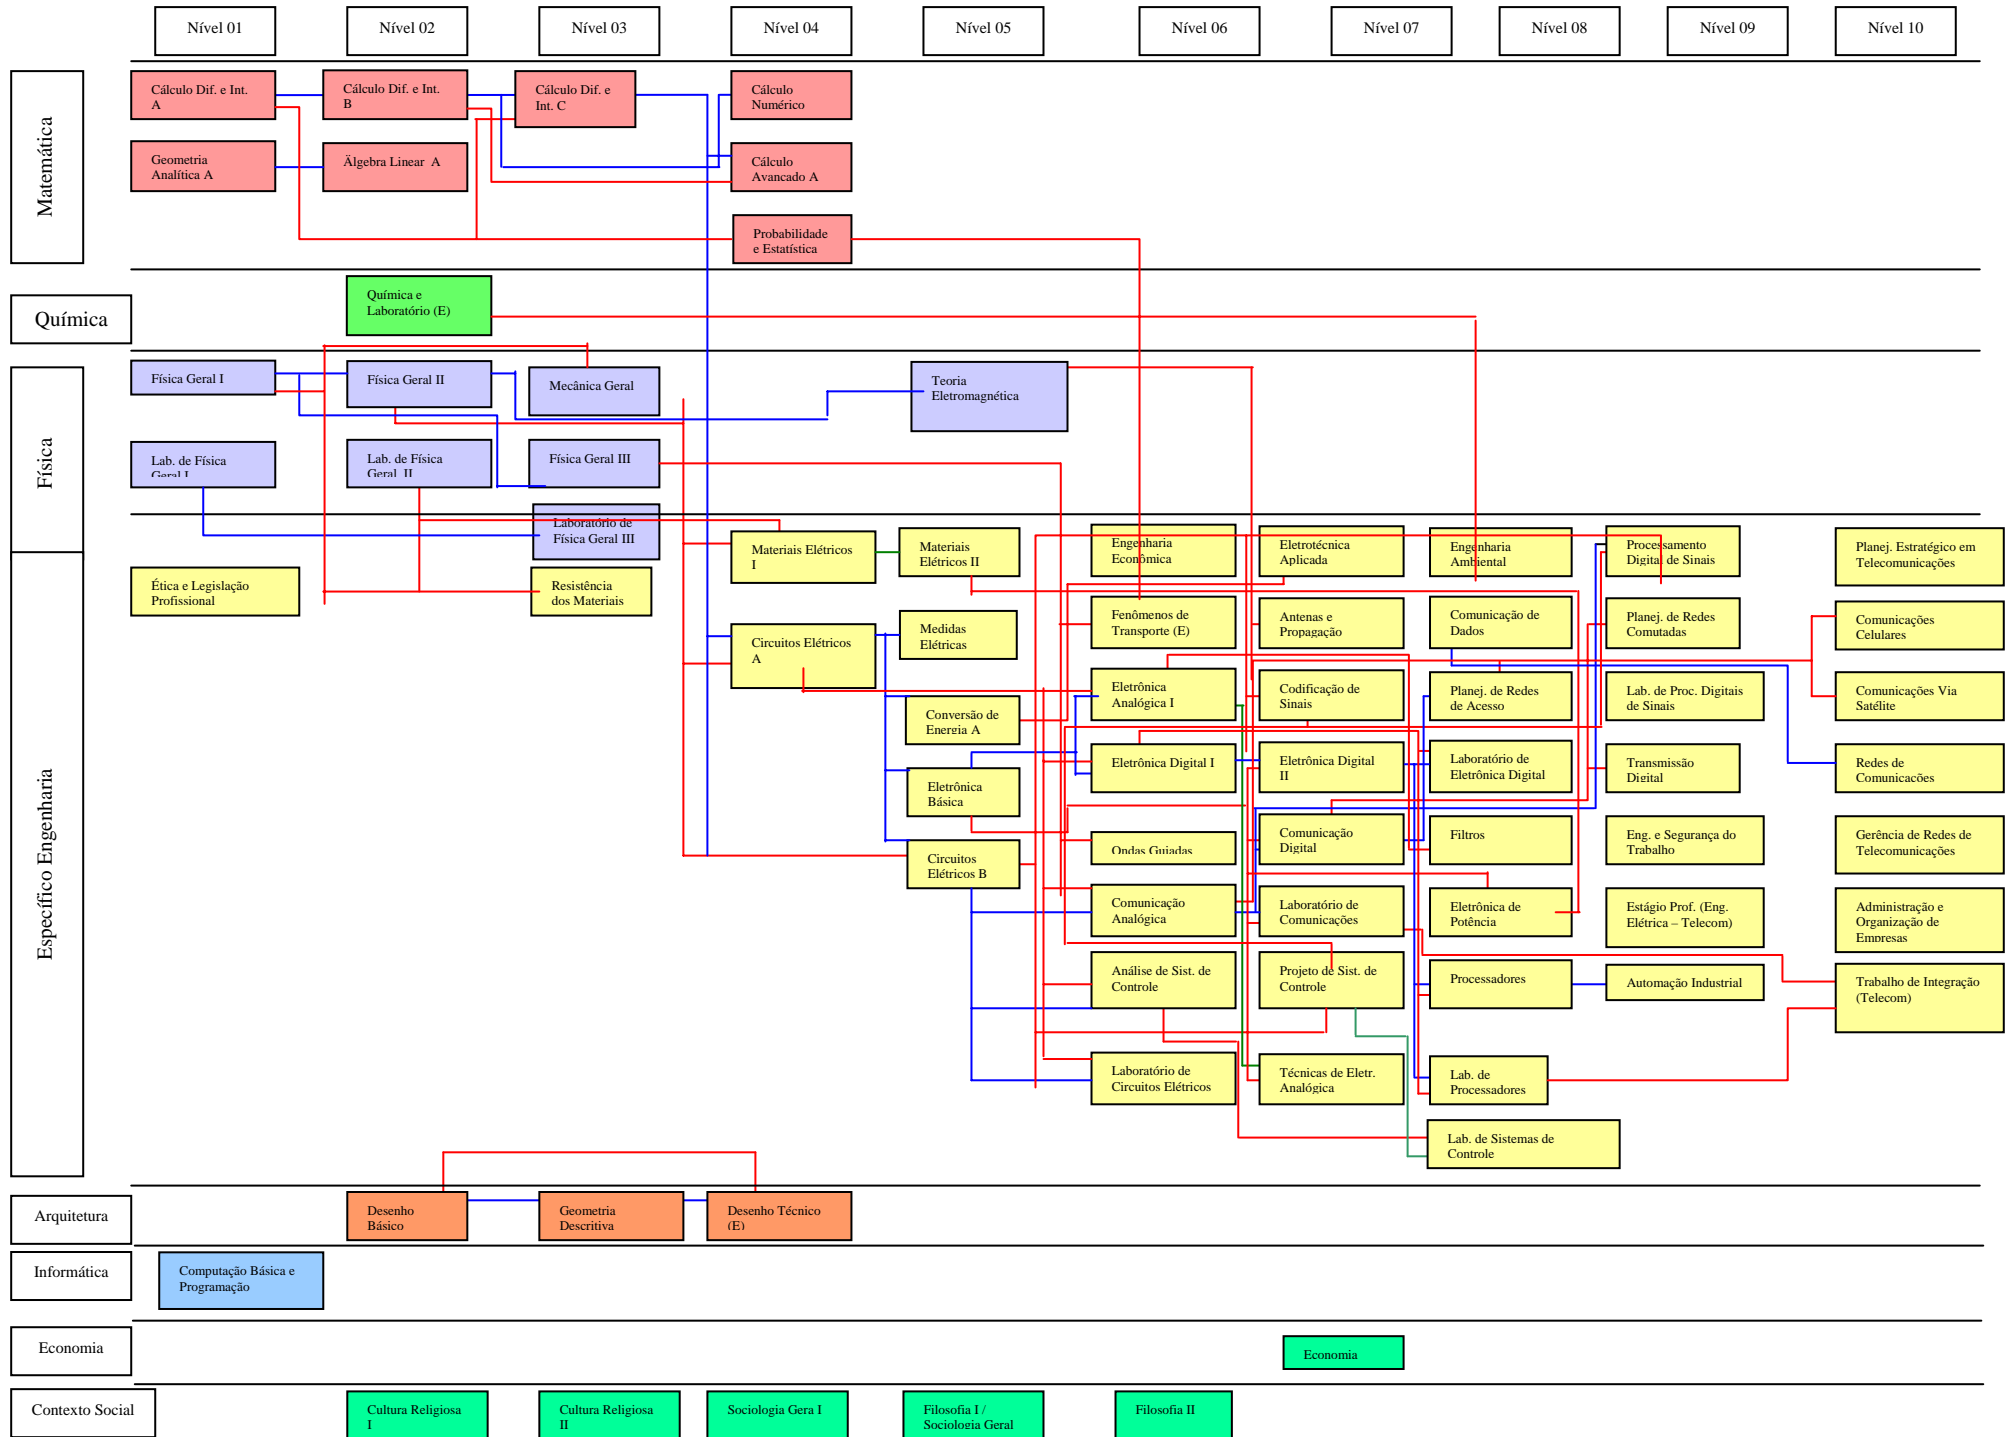 Nível 01
Nível 02
Nível 03
Nível 04
Nível 05
Nível 06
Nível 07
Nível 08
Nível 09
Nível 10
Matemática
Cálculo Dif. e Int.
A
Cálculo Dif. e Int.
B
Cálculo Dif. e
Int. C
Cálculo
Numérico
Geometria
Analítica A
Älgebra Linear A
Cálculo
Avancado A
Probabilidade
e Estatística
Química
Química e
Laboratório (E)
Física
Física Geral I
Física Geral II
Mecânica Geral
Teoria
Eletromagnética
Lab. de Física
Geral I
Lab. de Física
Geral II
Física Geral III
Laboratório de
Física Geral III
Específico Engenharia
Materiais Elétricos
I
Materiais
Elétricos II
Engenharia
Econômica
Eletrotécnica
Aplicada
Engenharia
Ambiental
Processamento
Digital de Sinais
Planej. Estratégico em
Telecomunicações
Ética e Legislação
Profissional
Resistência
dos Materiais
Circuitos Elétricos
A
Medidas
Elétricas
Fenômenos de
Transporte (E)
Antenas e
Propagação
Comunicação de
Dados
Planej. de Redes
Comutadas
Comunicações
Celulares
Conversão de
Energia A
Eletrônica
Analógica I
Codificação de
Sinais
Planej. de Redes
de Acesso
Lab. de Proc. Digitais
de Sinais
Comunicações Via
Satélite
Eletrônica
Básica
Eletrônica Digital I
Eletrônica Digital
II
Laboratório de
Eletrônica Digital
Transmissão
Digital
Redes de
Comunicacões
Circuitos
Elétricos B
Ondas Guiadas
Comunicação
Digital
Filtros
Eng. e Segurança do
Trabalho
Gerência de Redes de
Telecomunicações
Comunicação
Analógica
Laboratório de
Comunicações
Eletrônica de
Potência
Estágio Prof. (Eng.
Elétrica – Telecom)
Administração e
Organização de
Empresas
Análise de Sist. de
Controle
Projeto de Sist. de
Controle
Processadores
Automação Industrial
Trabalho de Integração
(Telecom)
Laboratório de
Circuitos Elétricos
Técnicas de Eletr.
Analógica
Lab. de
Processadores
Lab. de Sistemas de
Controle
Arquitetura
Desenho
Básico
Geometria
Descritiva
Desenho Técnico
(E)
Informática
Computação Básica e
Programação
Economia
Economia
Contexto Social
Cultura Religiosa
I
Cultura Religiosa
II
Sociologia Gera I
Filosofia I /
Sociologia Geral
Filosofia II